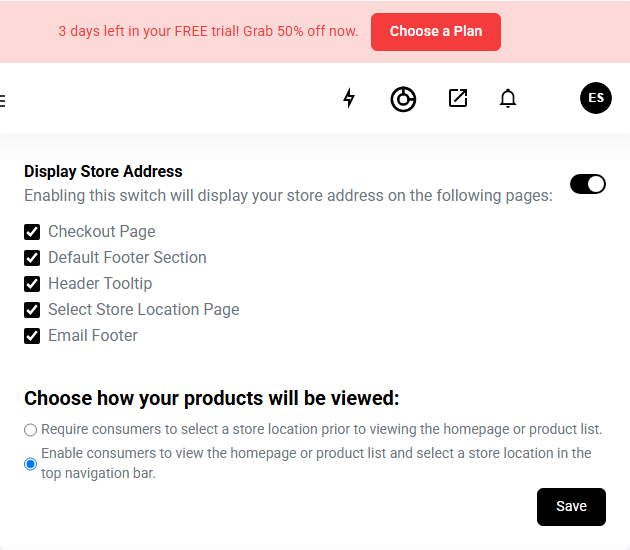 3 days left in your FREE trial! Grab 50% off now.
Choose a Plan
ES
Display Store Address
Enabling this switch will display your store address on the following pages:
Checkout Page
Default Footer Section
Header Tooltip
Select Store Location Page
Email Footer
Choose how your products will be viewed:
Require consumers to select a store location prior to viewing the homepage or product list.
Enable consumers to view the homepage or product list and select a store location in the
top navigation bar.
Save